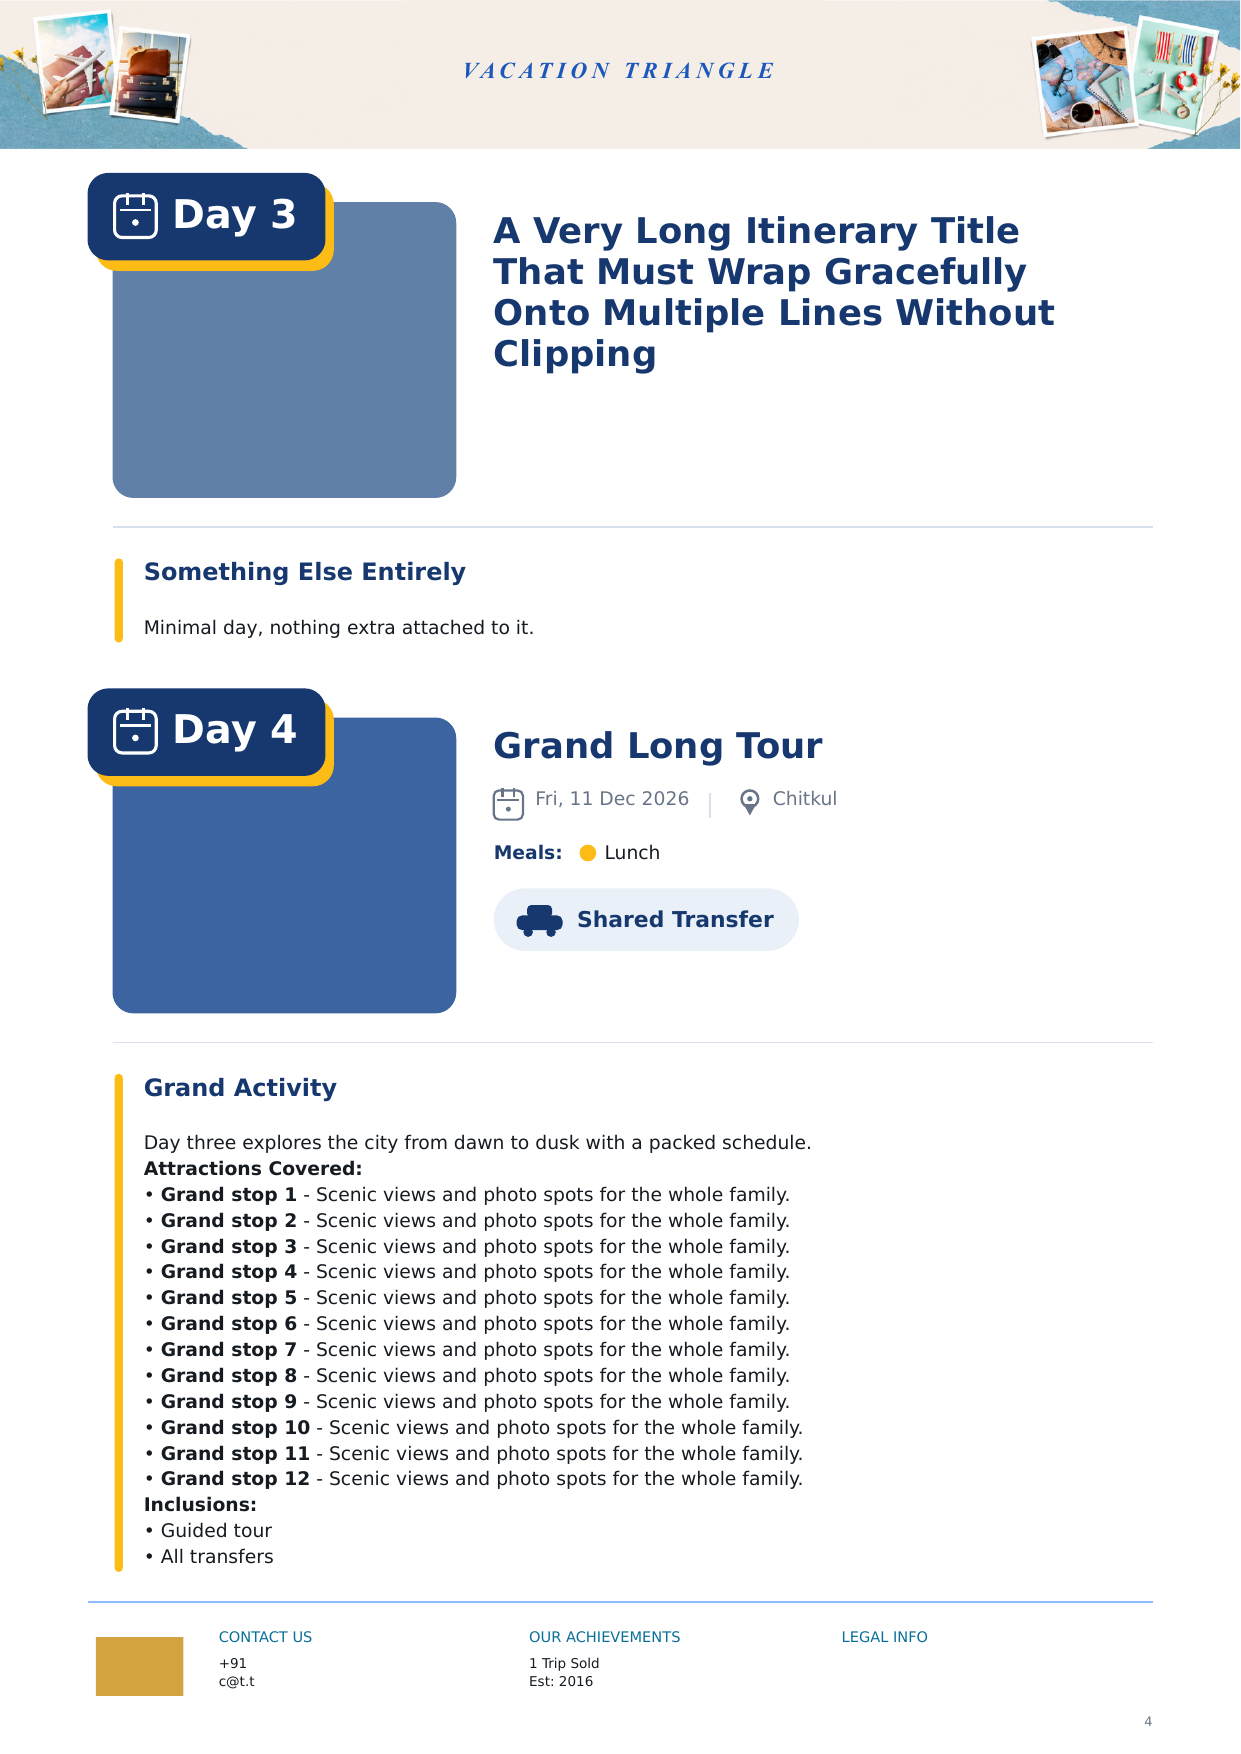 VACATION TRIANGLE
Day 3
A Very Long Itinerary Title
That Must Wrap Gracefully
Onto Multiple Lines Without
Clipping
Something Else Entirely
Minimal day, nothing extra attached to it.
Day 4
Grand Long Tour
Fri, 11 Dec 2026 | Chitkul
Meals: Lunch
Shared Transfer
Grand Activity
Day three explores the city from dawn to dusk with a packed schedule.
Attractions Covered:
• Grand stop 1 - Scenic views and photo spots for the whole family.
• Grand stop 2 - Scenic views and photo spots for the whole family.
• Grand stop 3 - Scenic views and photo spots for the whole family.
• Grand stop 4 - Scenic views and photo spots for the whole family.
• Grand stop 5 - Scenic views and photo spots for the whole family.
• Grand stop 6 - Scenic views and photo spots for the whole family.
• Grand stop 7 - Scenic views and photo spots for the whole family.
• Grand stop 8 - Scenic views and photo spots for the whole family.
• Grand stop 9 - Scenic views and photo spots for the whole family.
• Grand stop 10 - Scenic views and photo spots for the whole family.
• Grand stop 11 - Scenic views and photo spots for the whole family.
• Grand stop 12 - Scenic views and photo spots for the whole family.
Inclusions:
• Guided tour
• All transfers
CONTACT US
+91
c@t.t
OUR ACHIEVEMENTS
1 Trip Sold
Est: 2016
LEGAL INFO
4